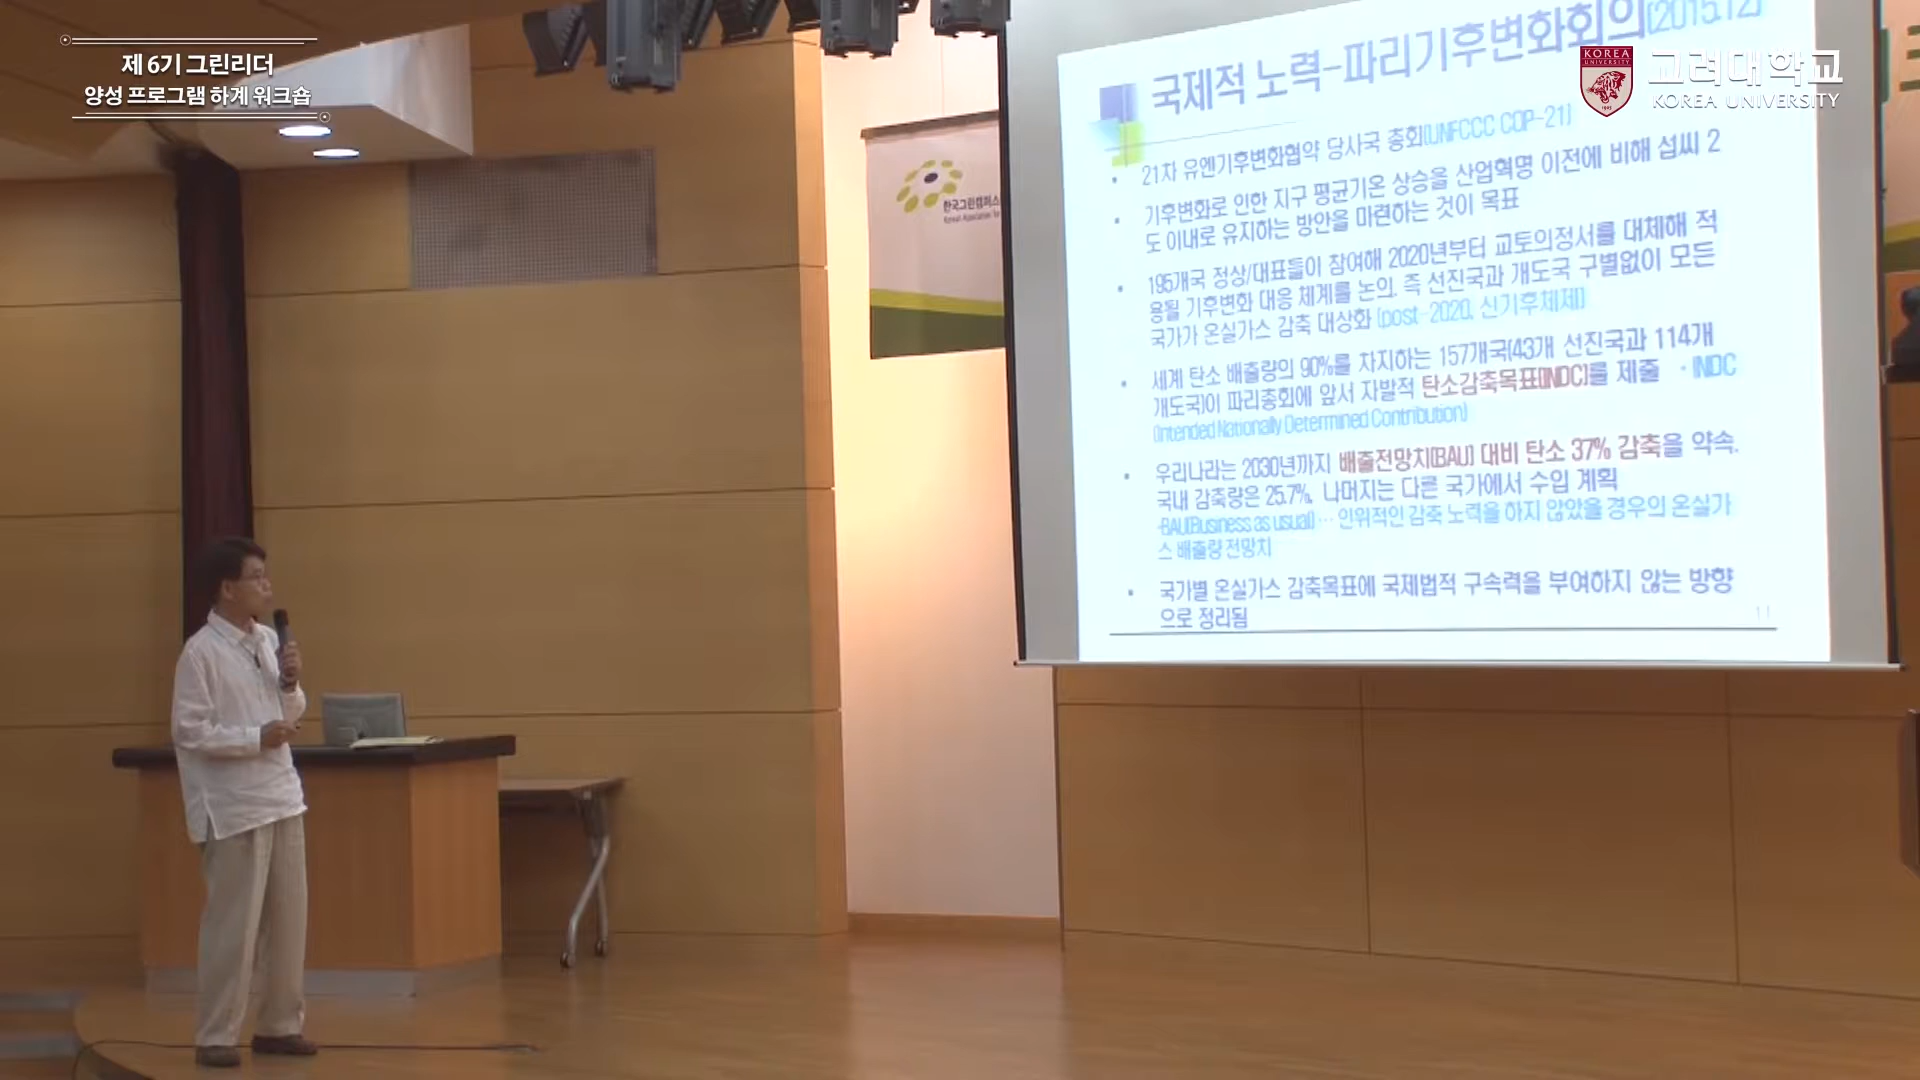 제 6기 그린리더
양성 프로그램 하계 워크숍
KOREA
UNIVERSITY
1905
고려대학교
KOREA UNIVERSITY
한국그린캠퍼스
Korean Association for
국제적 노력-파리기후변화회의(2015.12)
• 21차 유엔기후변화협약 당사국 총회(UNFCCC COP-21)
• 기후변화로 인한 지구 평균기온 상승을 산업혁명 이전에 비해 섭씨 2
도 이내로 유지하는 방안을 마련하는 것이 목표
• 195개국 정상/대표들이 참여해 2020년부터 교토의정서를 대체해 적
용될 기후변화 대응 체계를 논의. 즉 선진국과 개도국 구별없이 모든
국가가 온실가스 감축 대상화 (post-2020, 신기후체제)
• 세계 탄소 배출량의 90%를 차지하는 157개국(43개 선진국과 114개
개도국)이 파리총회에 앞서 자발적 탄소감축목표(INDC)를 제출 • INDC
(Intended Nationally Determined Contribution)
• 우리나라는 2030년까지 배출전망치(BAU) 대비 탄소 37% 감축을 약속.
국내 감축량은 25.7%, 나머지는 다른 국가에서 수입 계획
-BAU(Business as usual)… 인위적인 감축 노력을 하지 않았을 경우의 온실가
스 배출량 전망치
• 국가별 온실가스 감축목표에 국제법적 구속력을 부여하지 않는 방향
으로 정리됨
11